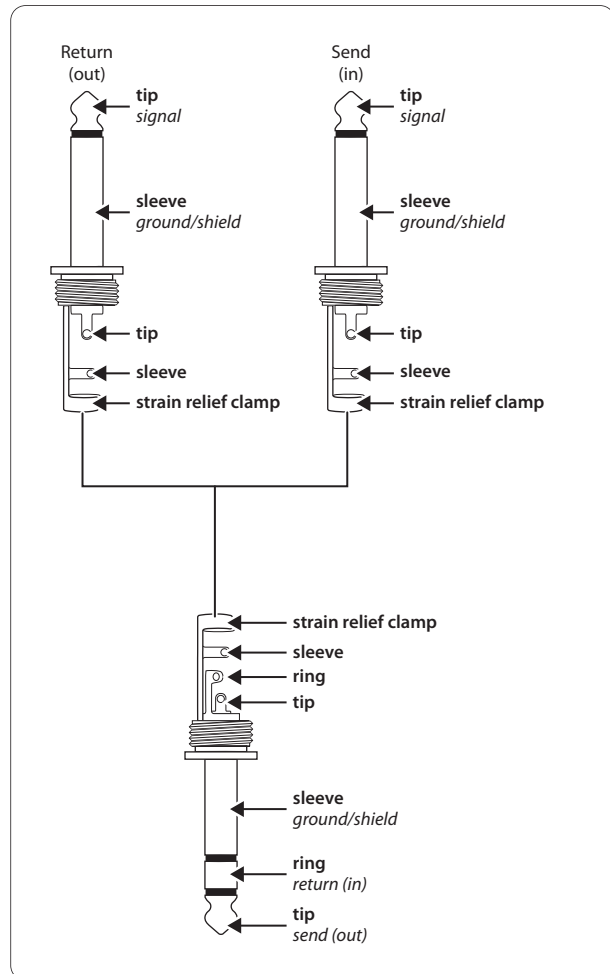 Return
(out)
tip
signal
sleeve
ground/shield
tip
sleeve
strain relief clamp
Send
(in)
tip
signal
sleeve
ground/shield
tip
sleeve
strain relief clamp
strain relief clamp
sleeve
ring
tip
sleeve
ground/shield
ring
return (in)
tip
send (out)